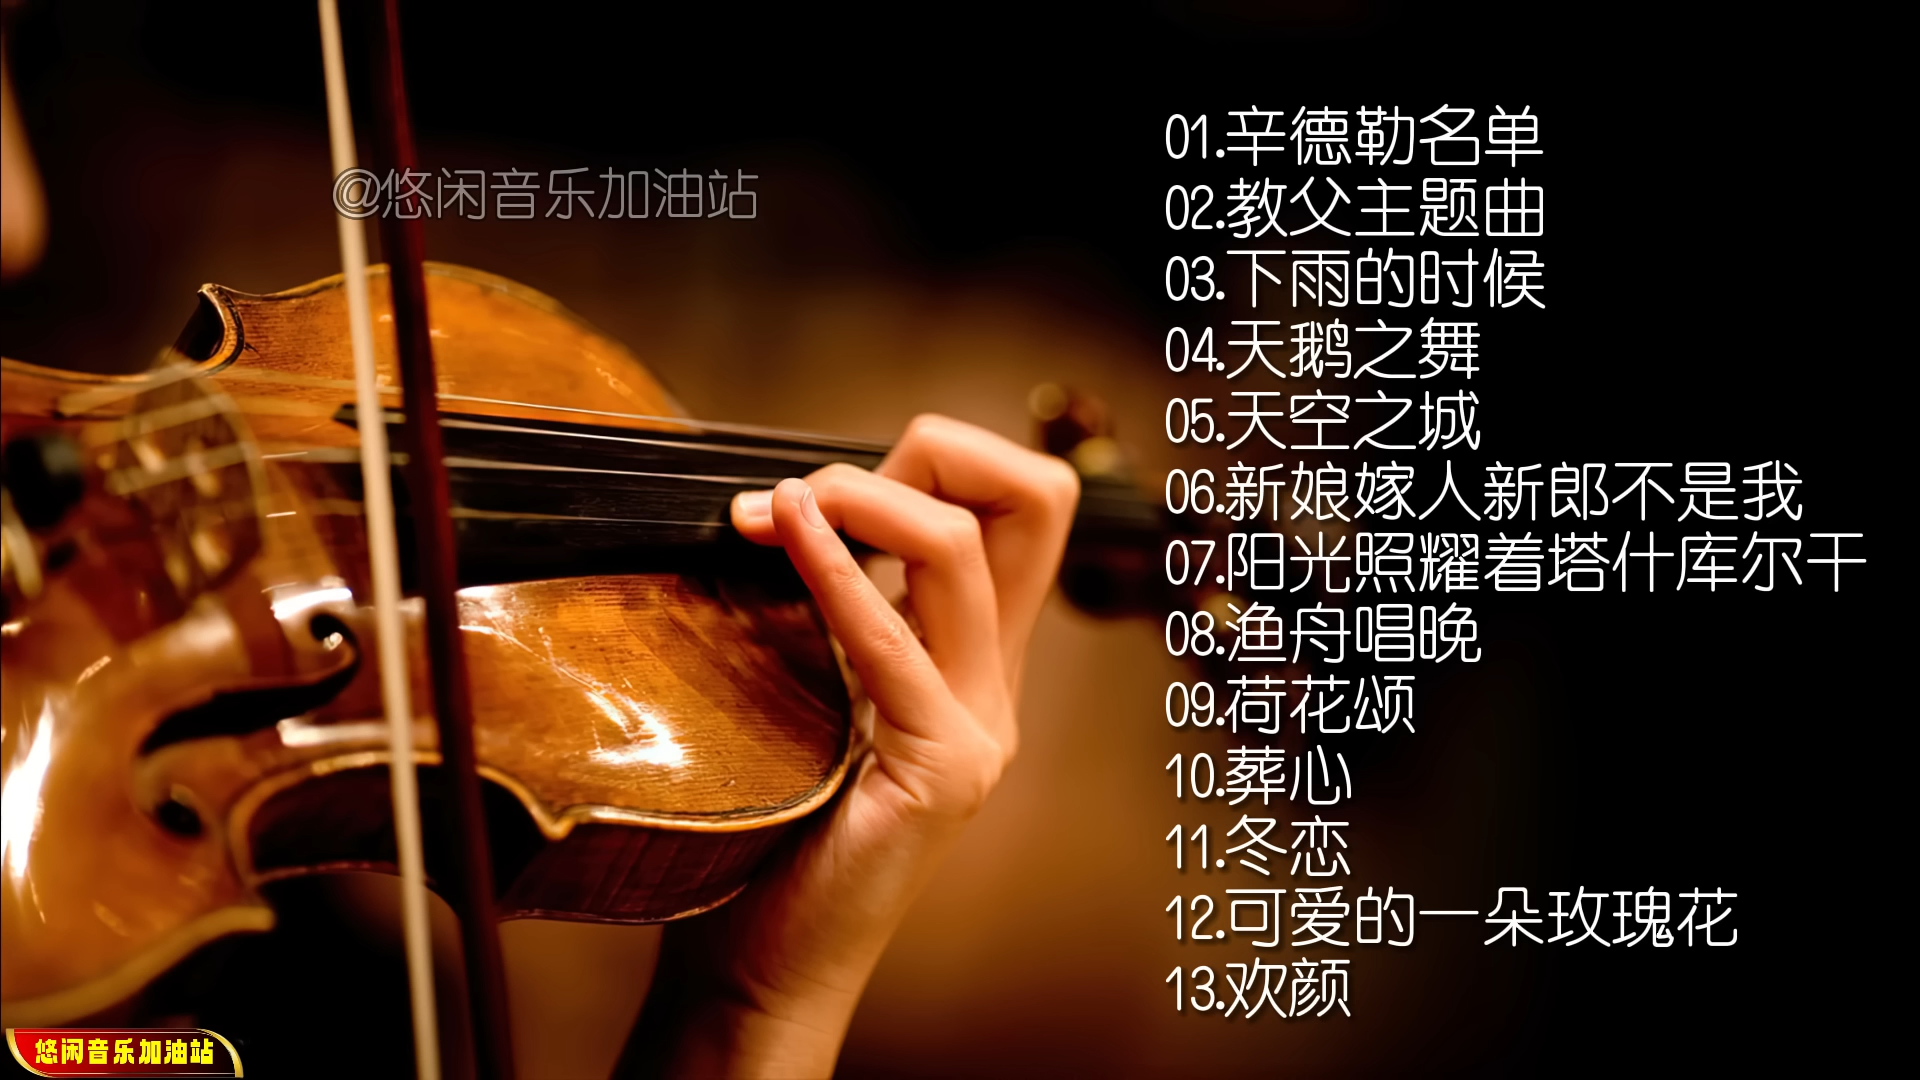 @悠闲音乐加油站
01.辛德勒名单
02.教父主题曲
03.下雨的时候
04.天鹅之舞
05.天空之城
06.新娘嫁人新郎不是我
07.阳光照耀着塔什库尔干
08.渔舟唱晚
09.荷花颂
10.葬心
11.冬恋
12.可爱的一朵玫瑰花
13.欢颜
悠闲音乐加油站